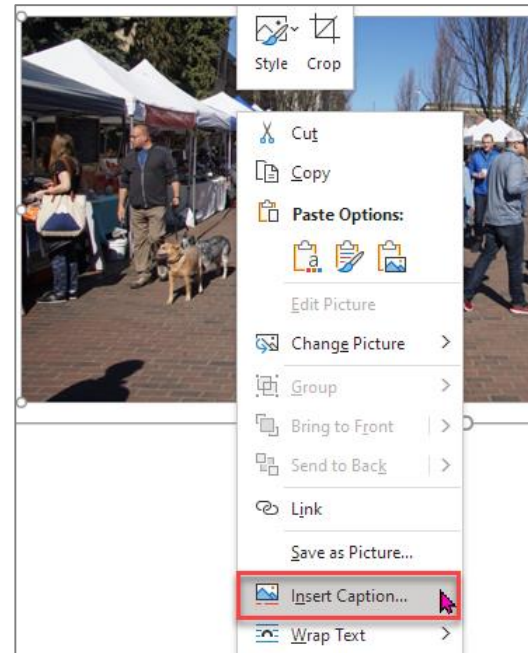 Style Crop
Cut
Copy
Paste Options:
a
Edit Picture
Change Picture
Group
Bring to Front
Send to Back
Link
Save as Picture...
Insert Caption...
Wrap Text